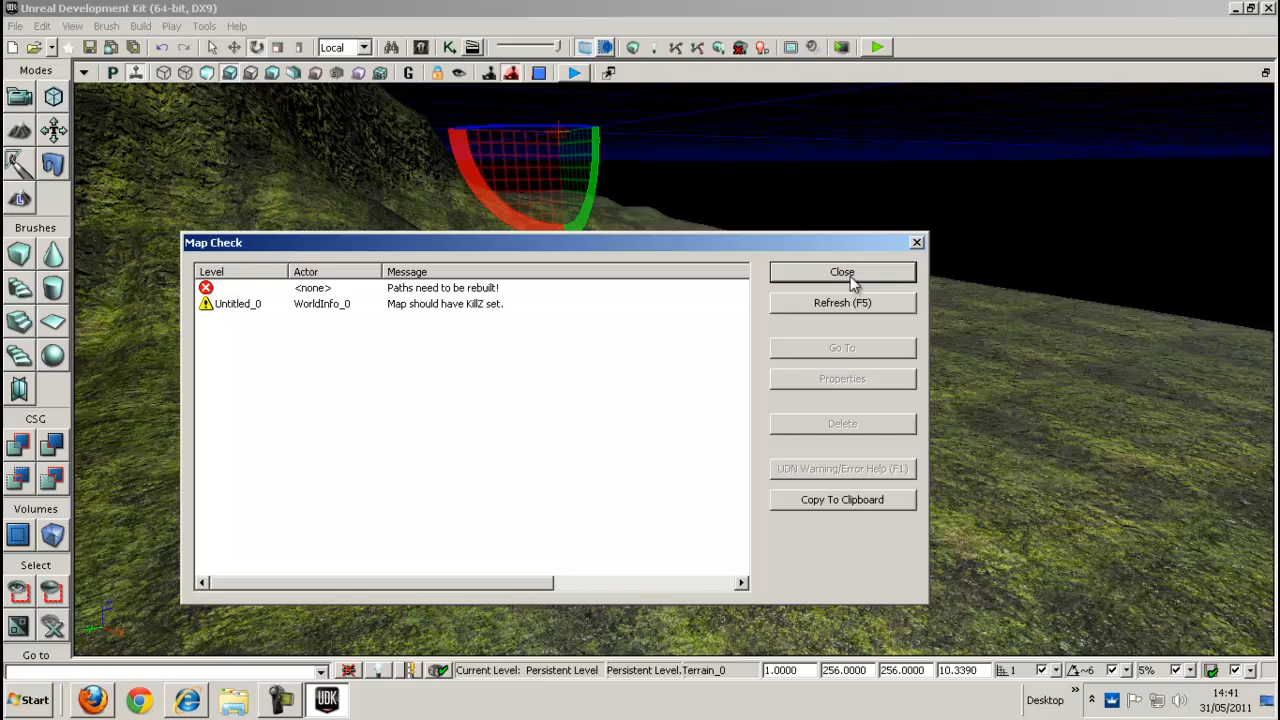 Unreal Development Kit (64-bit, DX9)
File Edit View Brush Build Play Tools Help
Local
Modes
P G
Brushes
CSG
Volumes
Select
Go to
Map Check
Level Actor Message
<none> Paths need to be rebuilt!
Untitled_0 WorldInfo_0 Map should have KillZ set.
Close
Refresh (F5)
Go To
Properties
Delete
UDN Warning/Error Help (F1)
Copy To Clipboard
Current Level: Persistent Level Persistent Level.Terrain_0 1.0000 256.0000 256.0000 10.3390 1 ~6 5%
Start UDK Desktop 14:41
31/05/2011